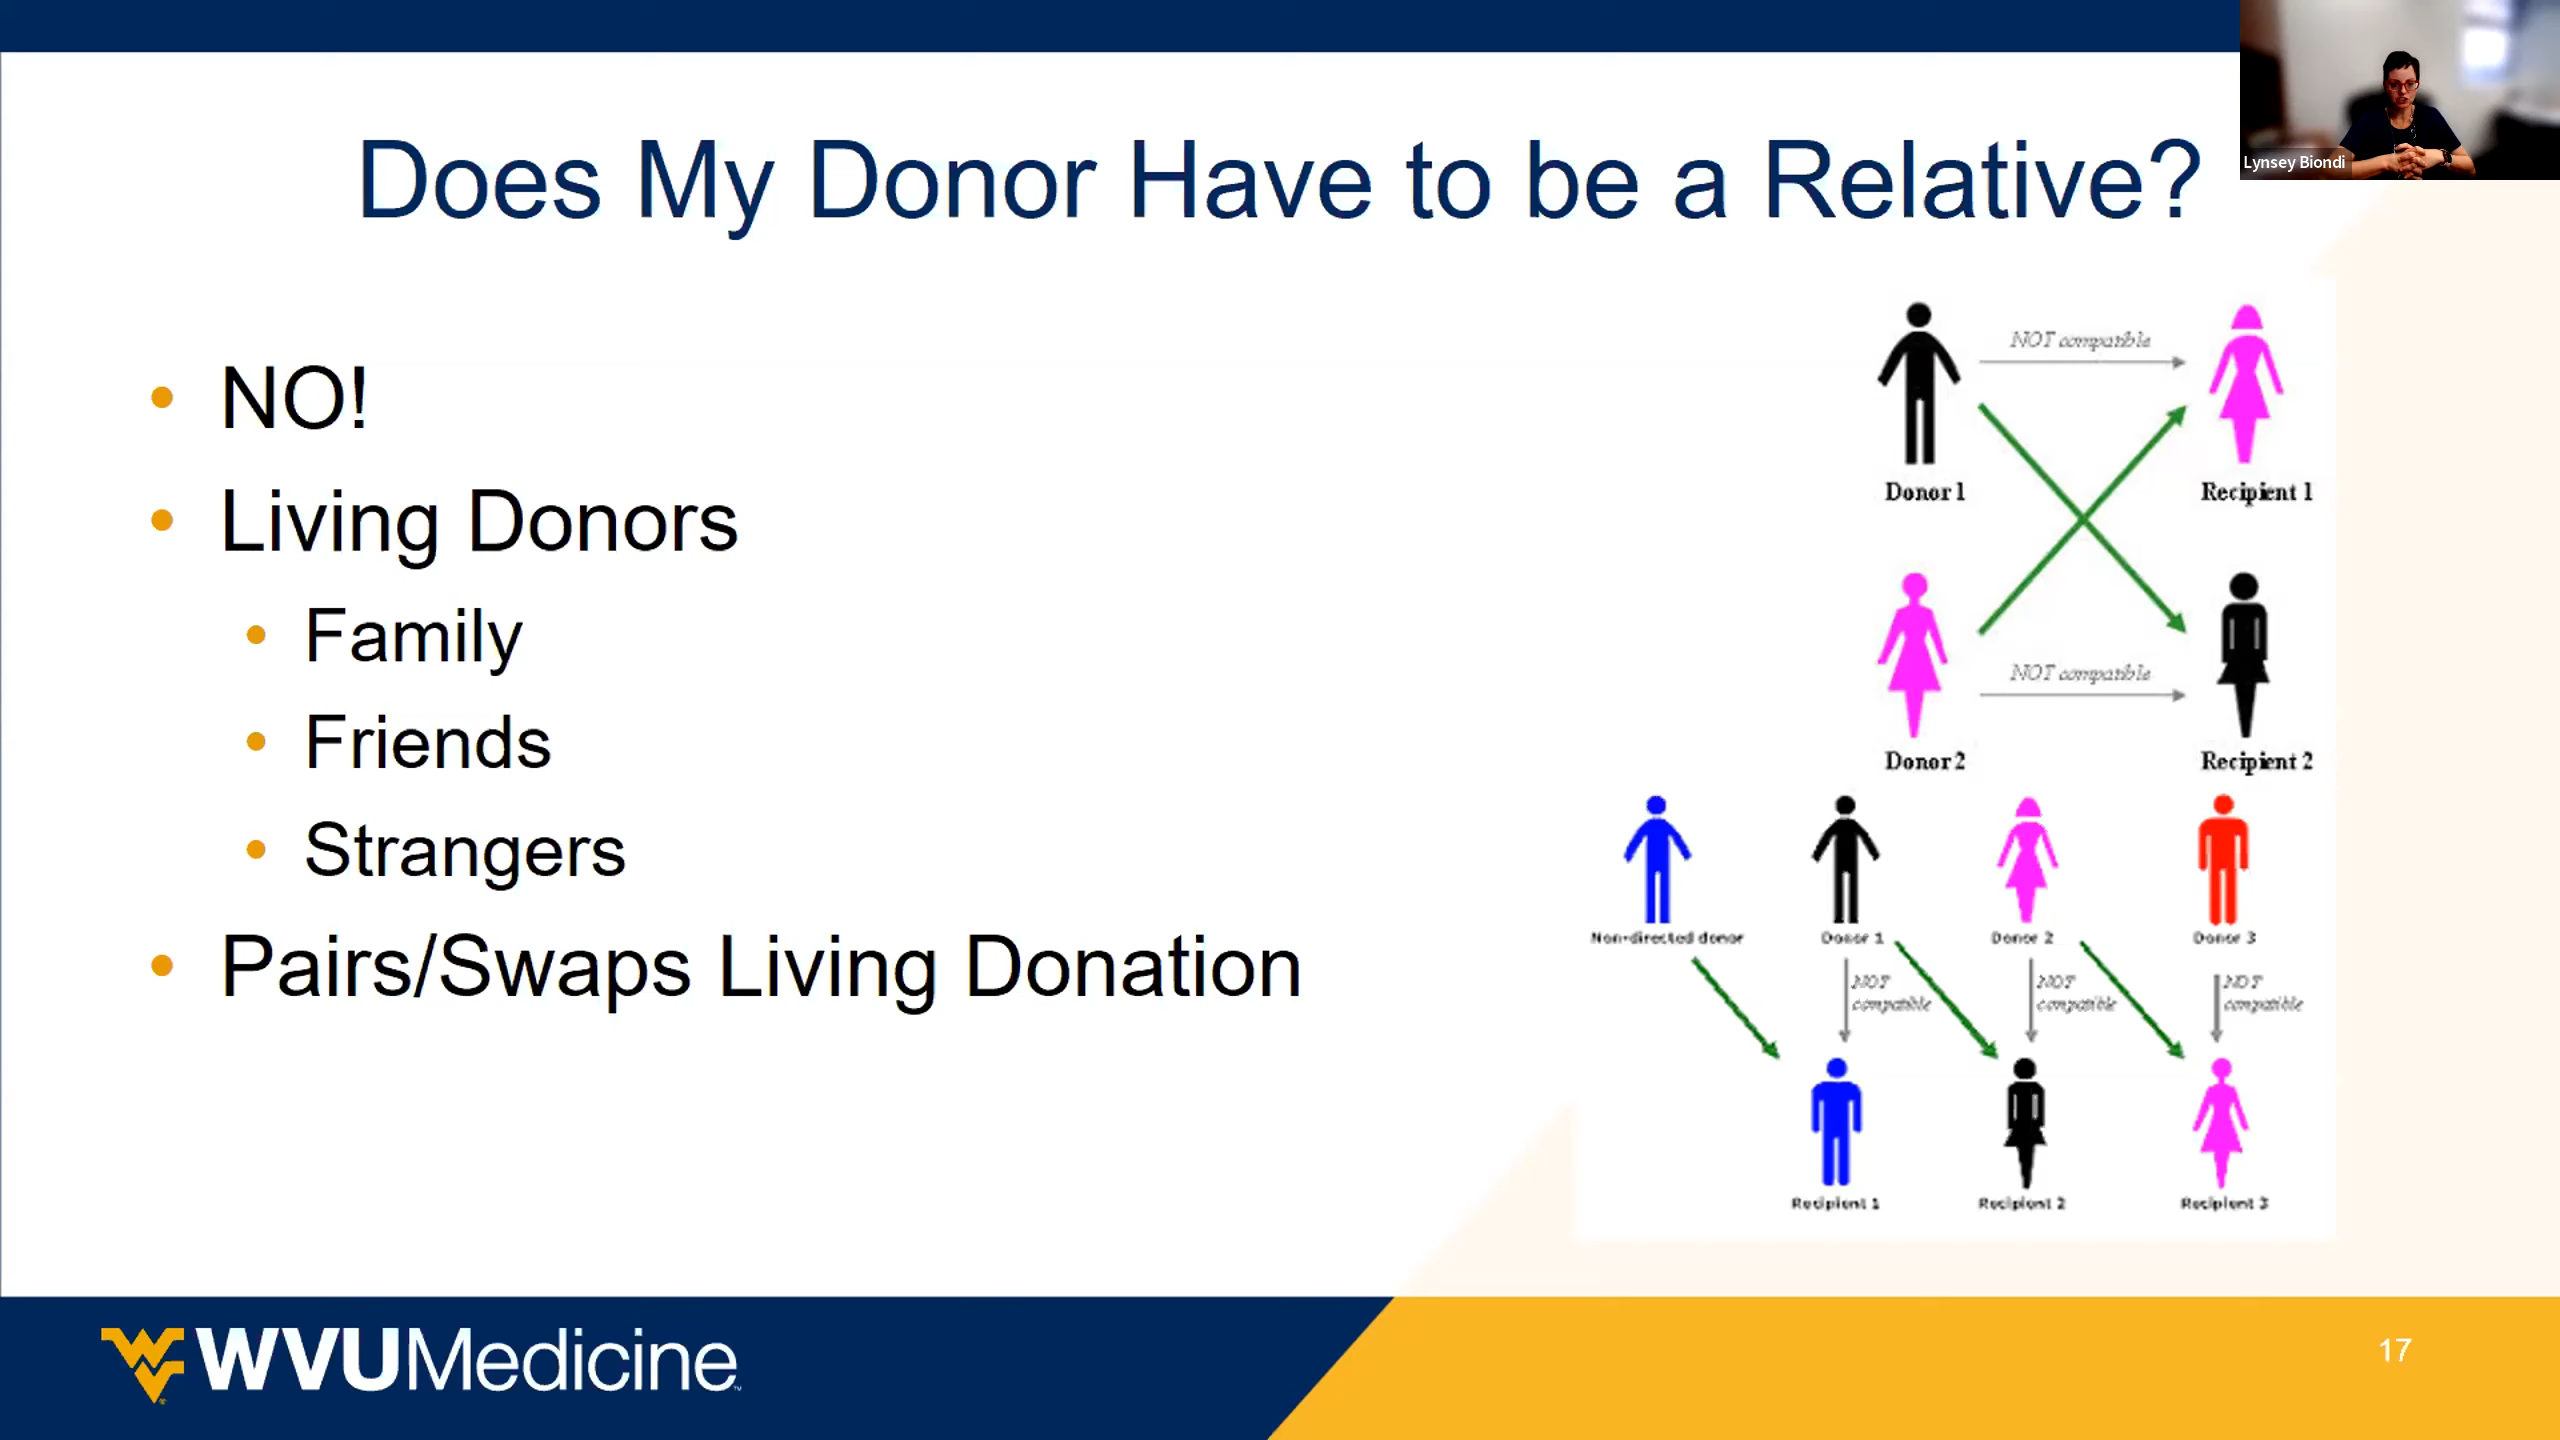 Does My Donor Have to be a Relative?
Lynsey Biondi
• NO!
• Living Donors
• Family
• Friends
• Strangers
• Pairs/Swaps Living Donation
NOT compatible
Donor 1
Recipient 1
NOT compatible
Donor 2
Recipient 2
Non-directed donor
Donor 1
Donor 2
Donor 3
NOT
compatible
NOT
compatible
NOT
compatible
Recipient 1
Recipient 2
Recipient 3
WVUMedicine™
17